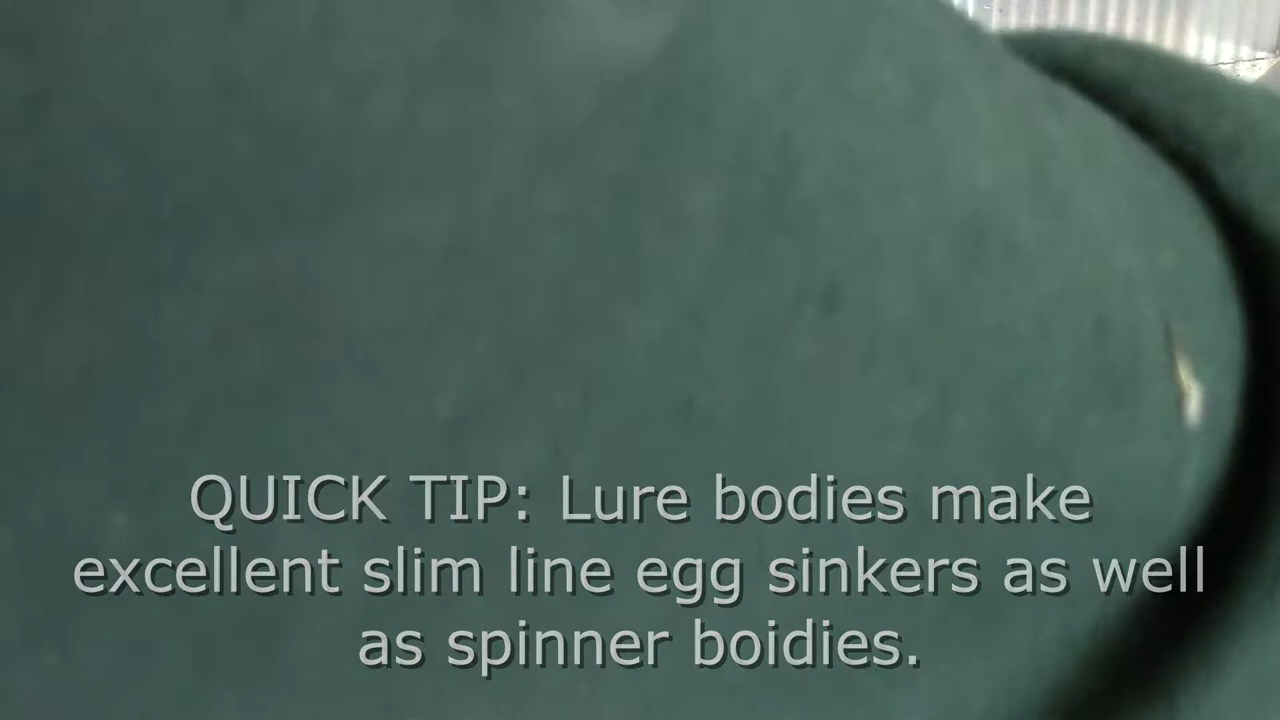 QUICK TIP: Lure bodies make
excellent slim line egg sinkers as well
as spinner boidies.